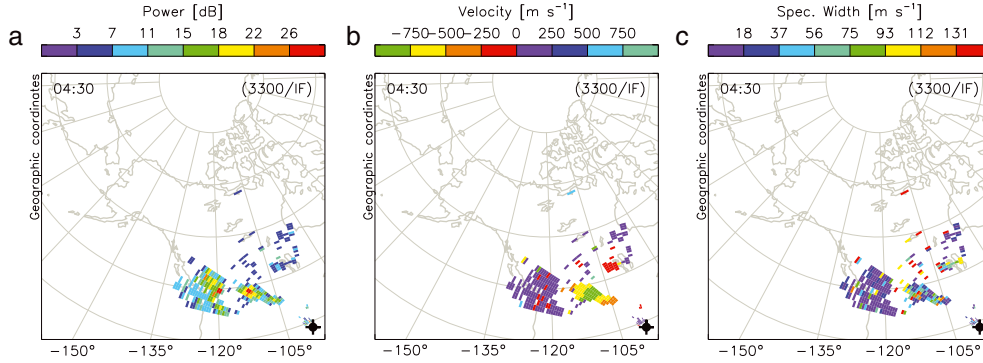 Power [dB]
Velocity [m s⁻¹]
Spec. Width [m s⁻¹]
a
3 7 11 15 18 22 26
b
-750 -500 -250 0 250 500 750
c
18 37 56 75 93 112 131
Geographic coordinates
04:30 (3300/IF)
Geographic coordinates
04:30 (3300/IF)
Geographic coordinates
04:30 (3300/IF)
-150° -135° -120° -105°
-150° -135° -120° -105°
-150° -135° -120° -105°